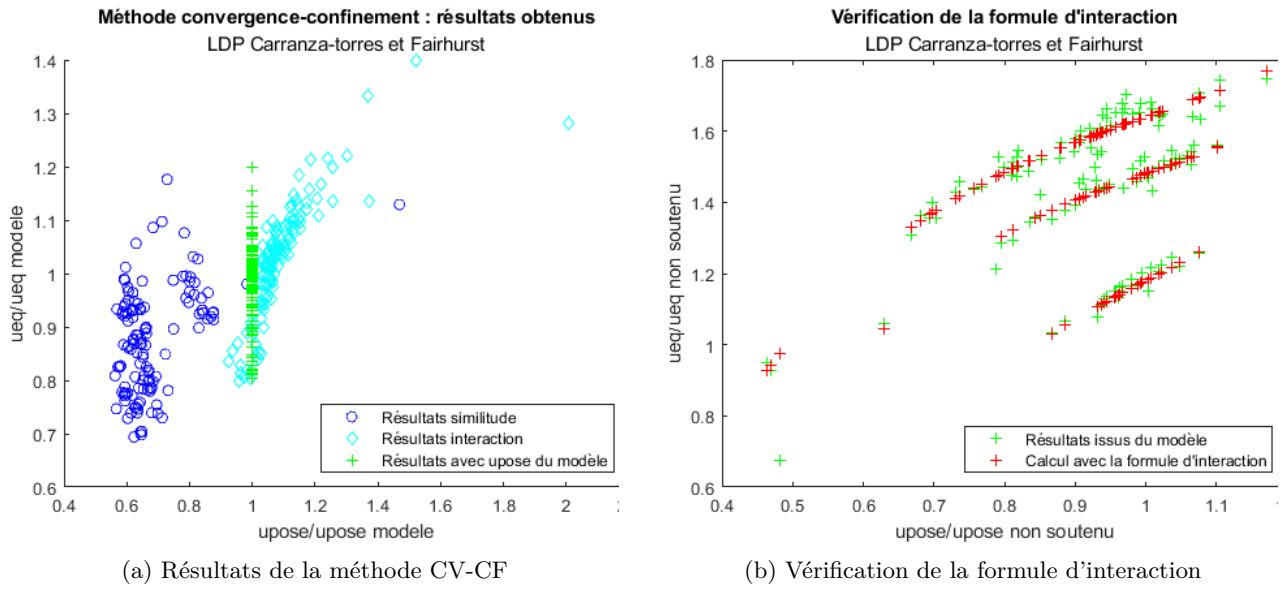 Méthode convergence-confinement : résultats obtenus
LDP Carranza-torres et Fairhurst
1.4
1.3
1.2
1.1
1
0.9
0.8
0.7
0.6
ueq/ueq modele
0.4
0.6
0.8
1
1.2
1.4
1.6
1.8
2
upose/upose modele
Résultats similitude
Résultats interaction
Résultats avec upose du modèle
(a) Résultats de la méthode CV-CF
Vérification de la formule d'interaction
LDP Carranza-torres et Fairhurst
1.8
1.6
1.4
1.2
1
0.8
0.6
ueq/ueq non soutenu
0.4
0.5
0.6
0.7
0.8
0.9
1
1.1
upose/upose non soutenu
Résultats issus du modèle
Calcul avec la formule d'interaction
(b) Vérification de la formule d'interaction